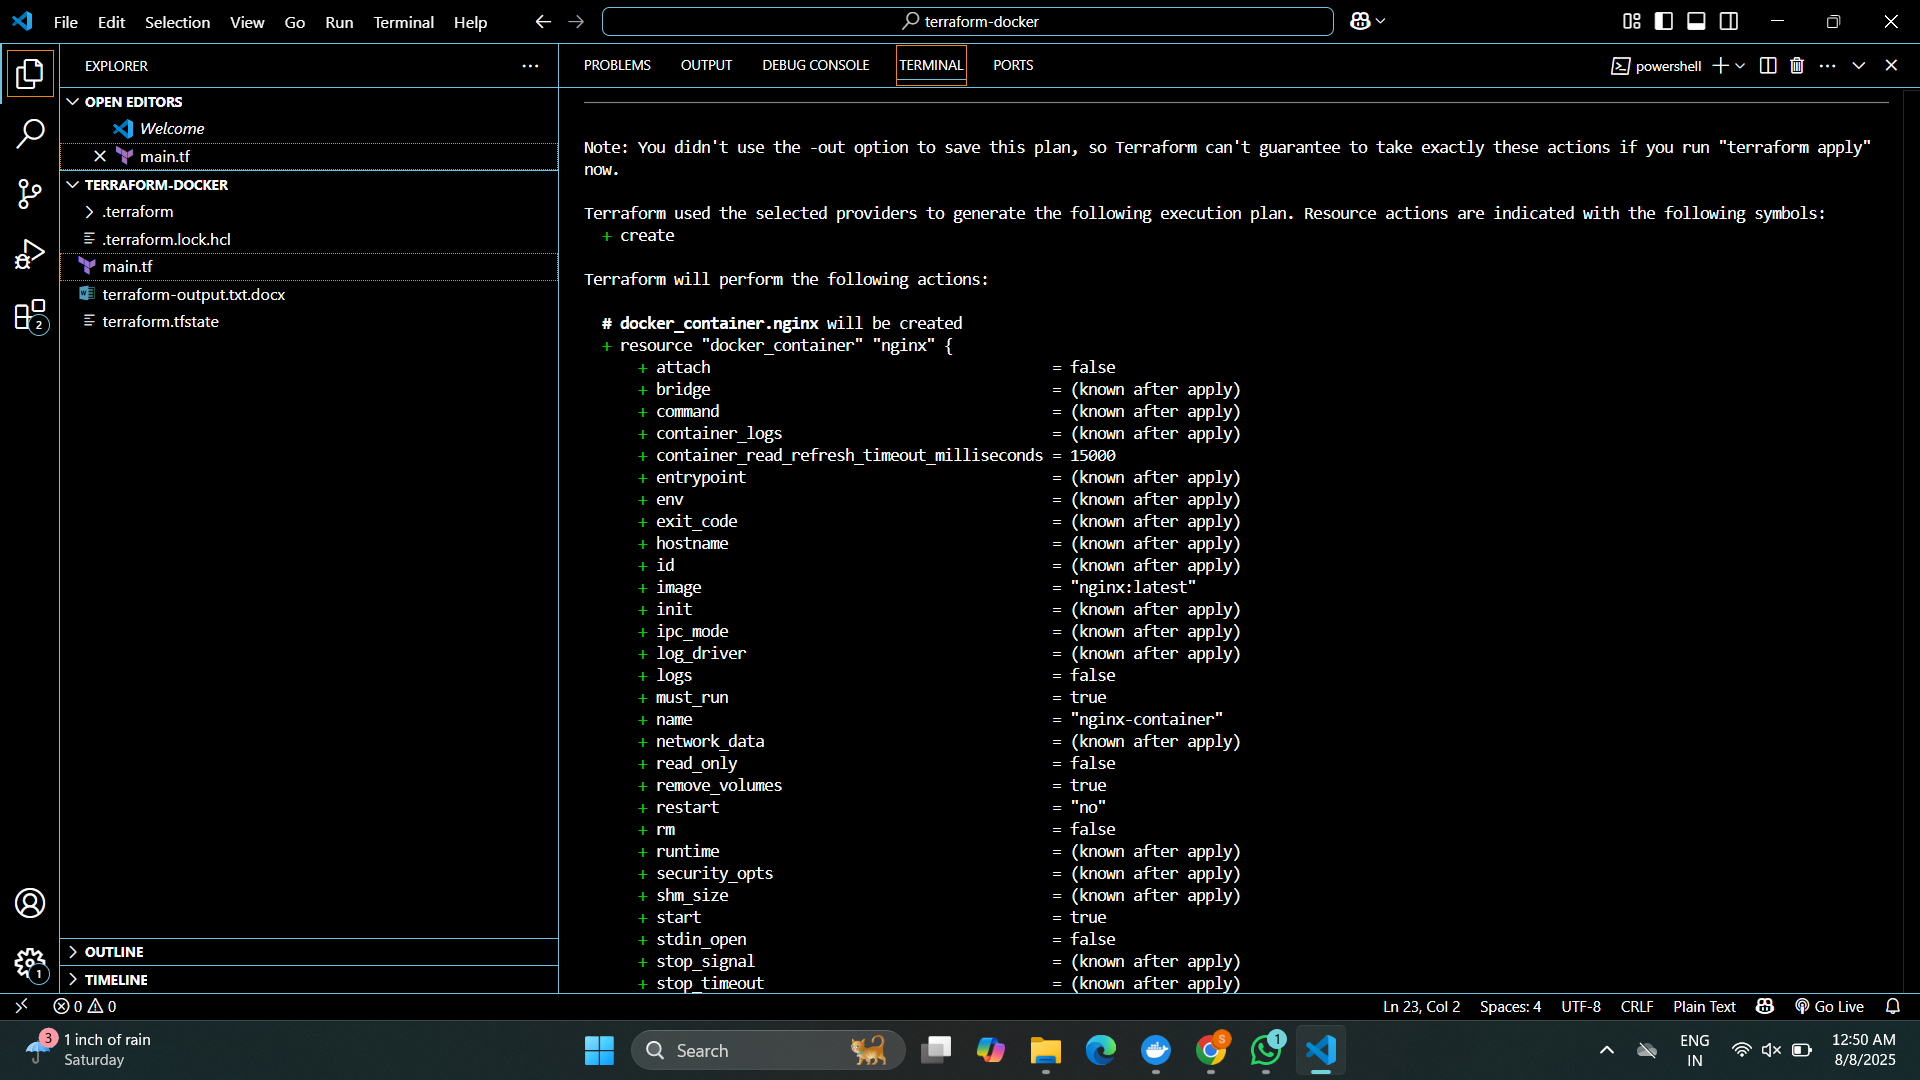 File Edit Selection View Go Run Terminal Help
terraform-docker
EXPLORER
OPEN EDITORS
Welcome
main.tf
TERRAFORM-DOCKER
.terraform
.terraform.lock.hcl
main.tf
terraform-output.txt.docx
terraform.tfstate
2
OUTLINE
1
TIMELINE
PROBLEMS OUTPUT DEBUG CONSOLE TERMINAL PORTS
powershell
Note: You didn't use the -out option to save this plan, so Terraform can't guarantee to take exactly these actions if you run "terraform apply"
now.
Terraform used the selected providers to generate the following execution plan. Resource actions are indicated with the following symbols:
+ create
Terraform will perform the following actions:
# docker_container.nginx will be created
+ resource "docker_container" "nginx" {
+ attach = false
+ bridge = (known after apply)
+ command = (known after apply)
+ container_logs = (known after apply)
+ container_read_refresh_timeout_milliseconds = 15000
+ entrypoint = (known after apply)
+ env = (known after apply)
+ exit_code = (known after apply)
+ hostname = (known after apply)
+ id = (known after apply)
+ image = "nginx:latest"
+ init = (known after apply)
+ ipc_mode = (known after apply)
+ log_driver = (known after apply)
+ logs = false
+ must_run = true
+ name = "nginx-container"
+ network_data = (known after apply)
+ read_only = false
+ remove_volumes = true
+ restart = "no"
+ rm = false
+ runtime = (known after apply)
+ security_opts = (known after apply)
+ shm_size = (known after apply)
+ start = true
+ stdin_open = false
+ stop_signal = (known after apply)
+ stop_timeout = (known after apply)
0 0
Ln 23, Col 2 Spaces: 4 UTF-8 CRLF Plain Text Go Live
3
1 inch of rain
Saturday
Search
S
1
ENG
IN
12:50 AM
8/8/2025